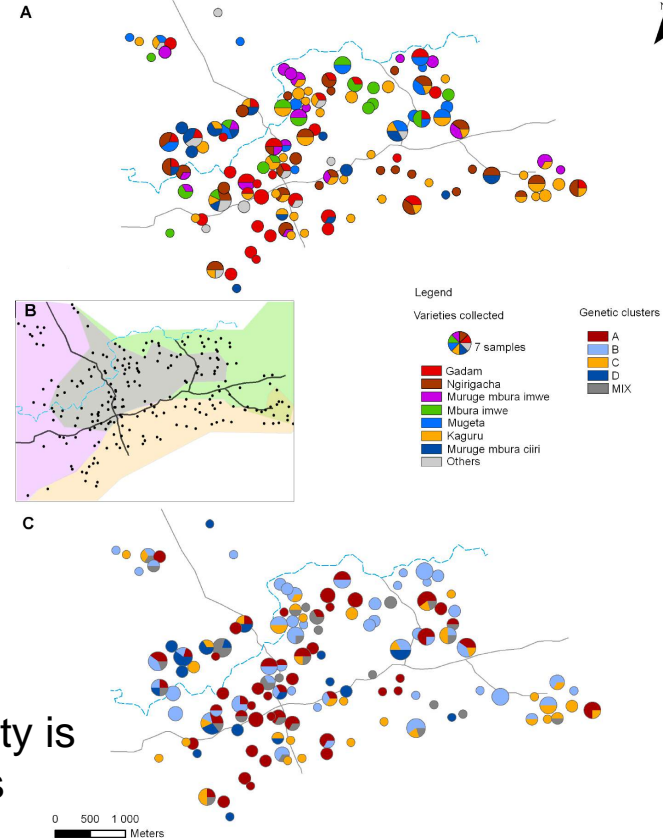 A
B
Legend
Varieties collected
7 samples
Gadam
Ngirigacha
Muruge mbura imwe
Mbura imwe
Mugeta
Kaguru
Muruge mbura ciiri
Others
Genetic clusters
A
B
C
D
MIX
C
ty is
s
0 500 1 000
Meters